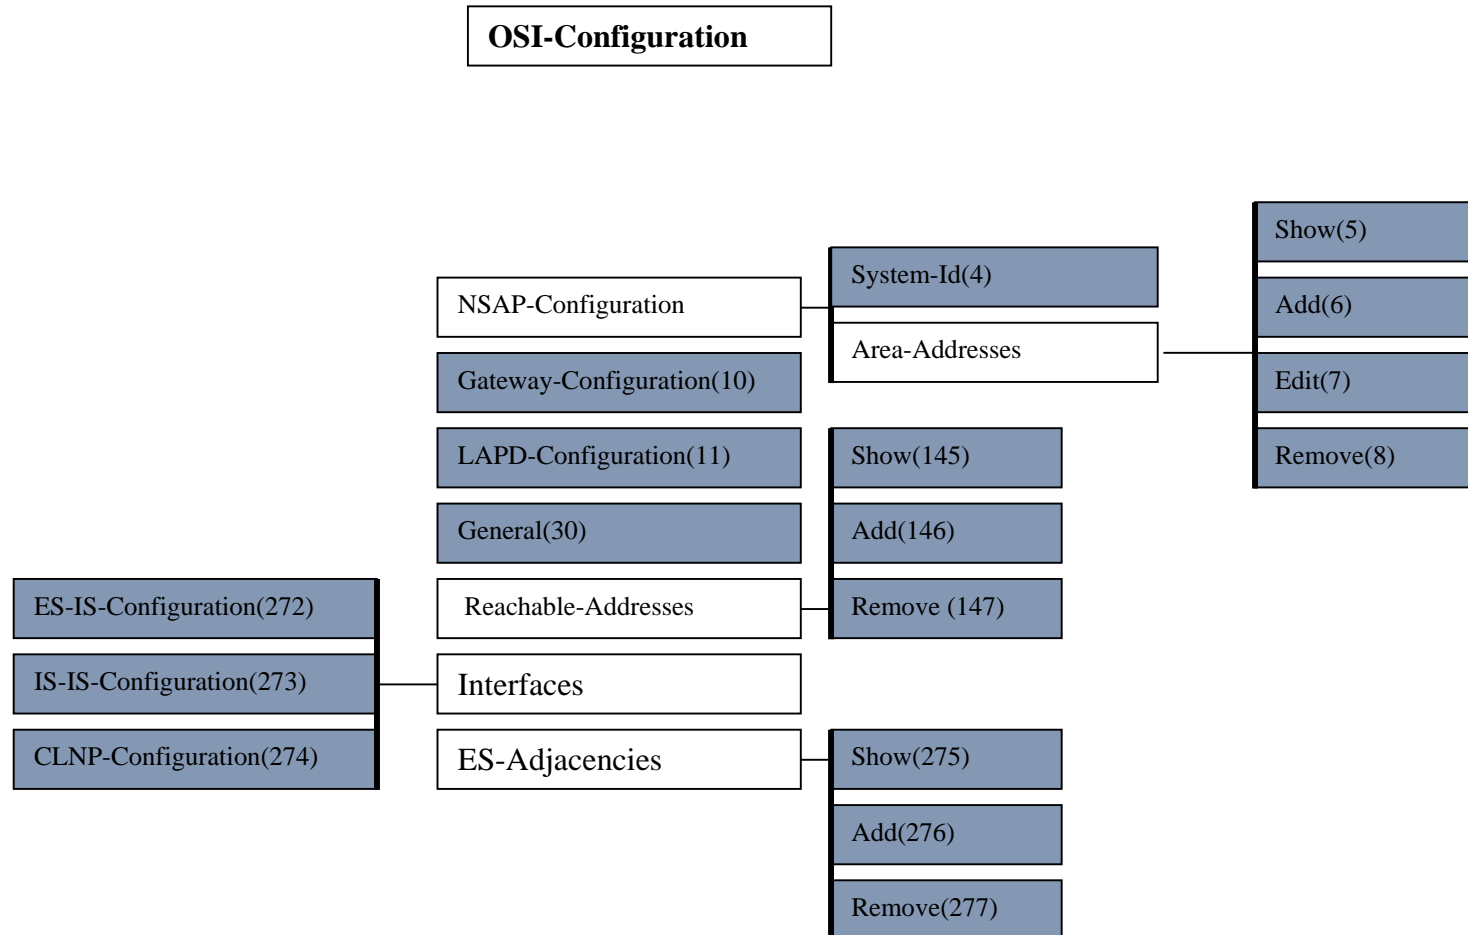 OSI-Configuration
Show(5)
System-Id(4)
NSAP-Configuration
Add(6)
Area-Addresses
Gateway-Configuration(10)
Edit(7)
LAPD-Configuration(11)
Show(145)
Remove(8)
General(30)
Add(146)
ES-IS-Configuration(272)
Reachable-Addresses
Remove (147)
IS-IS-Configuration(273)
Interfaces
CLNP-Configuration(274)
ES-Adjacencies
Show(275)
Add(276)
Remove(277)